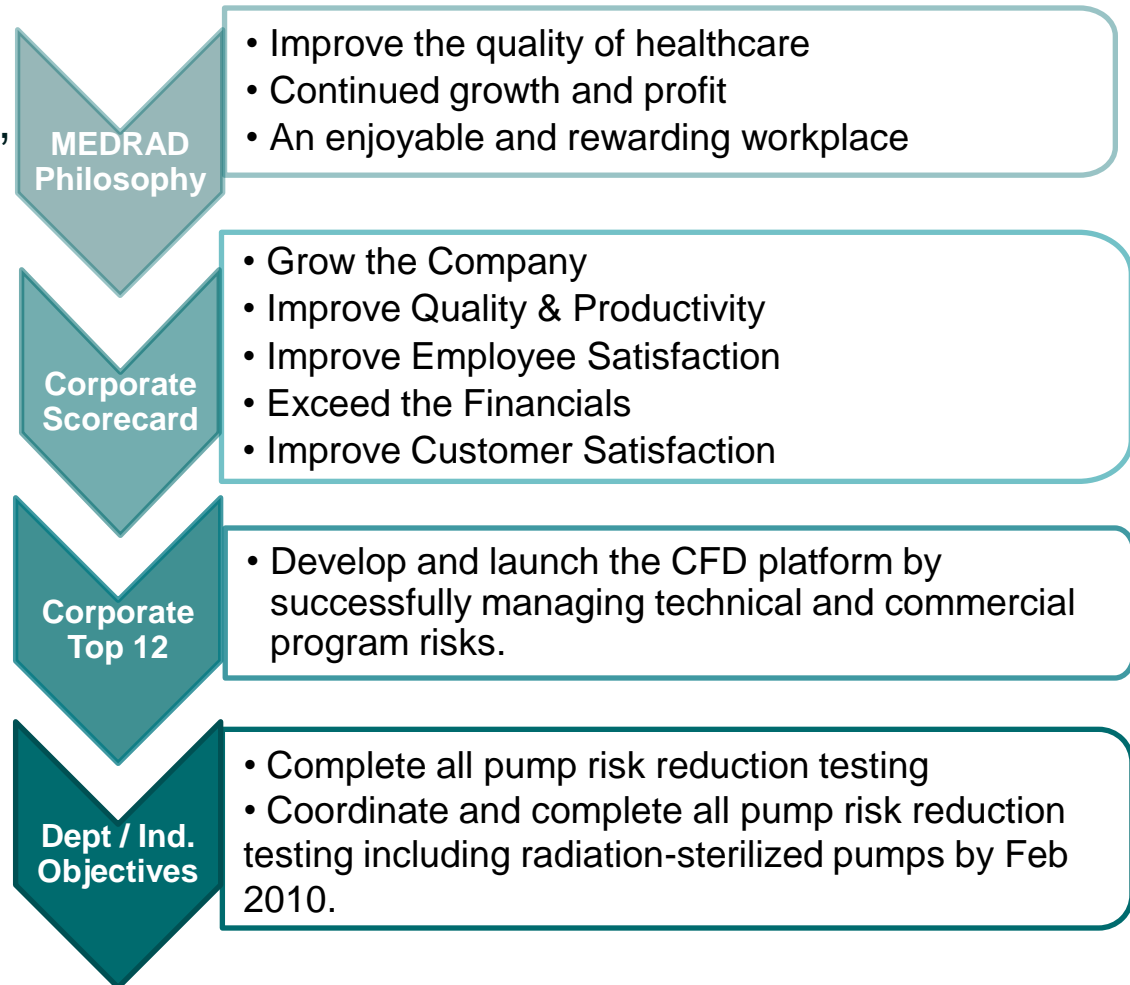 • Improve the quality of healthcare
• Continued growth and profit
• An enjoyable and rewarding workplace
,
MEDRAD
Philosophy
• Grow the Company
• Improve Quality & Productivity
• Improve Employee Satisfaction
• Exceed the Financials
• Improve Customer Satisfaction
Corporate
Scorecard
• Develop and launch the CFD platform by
successfully managing technical and commercial
program risks.
Corporate
Top 12
• Complete all pump risk reduction testing
• Coordinate and complete all pump risk reduction
testing including radiation-sterilized pumps by Feb
2010.
Dept / Ind.
Objectives